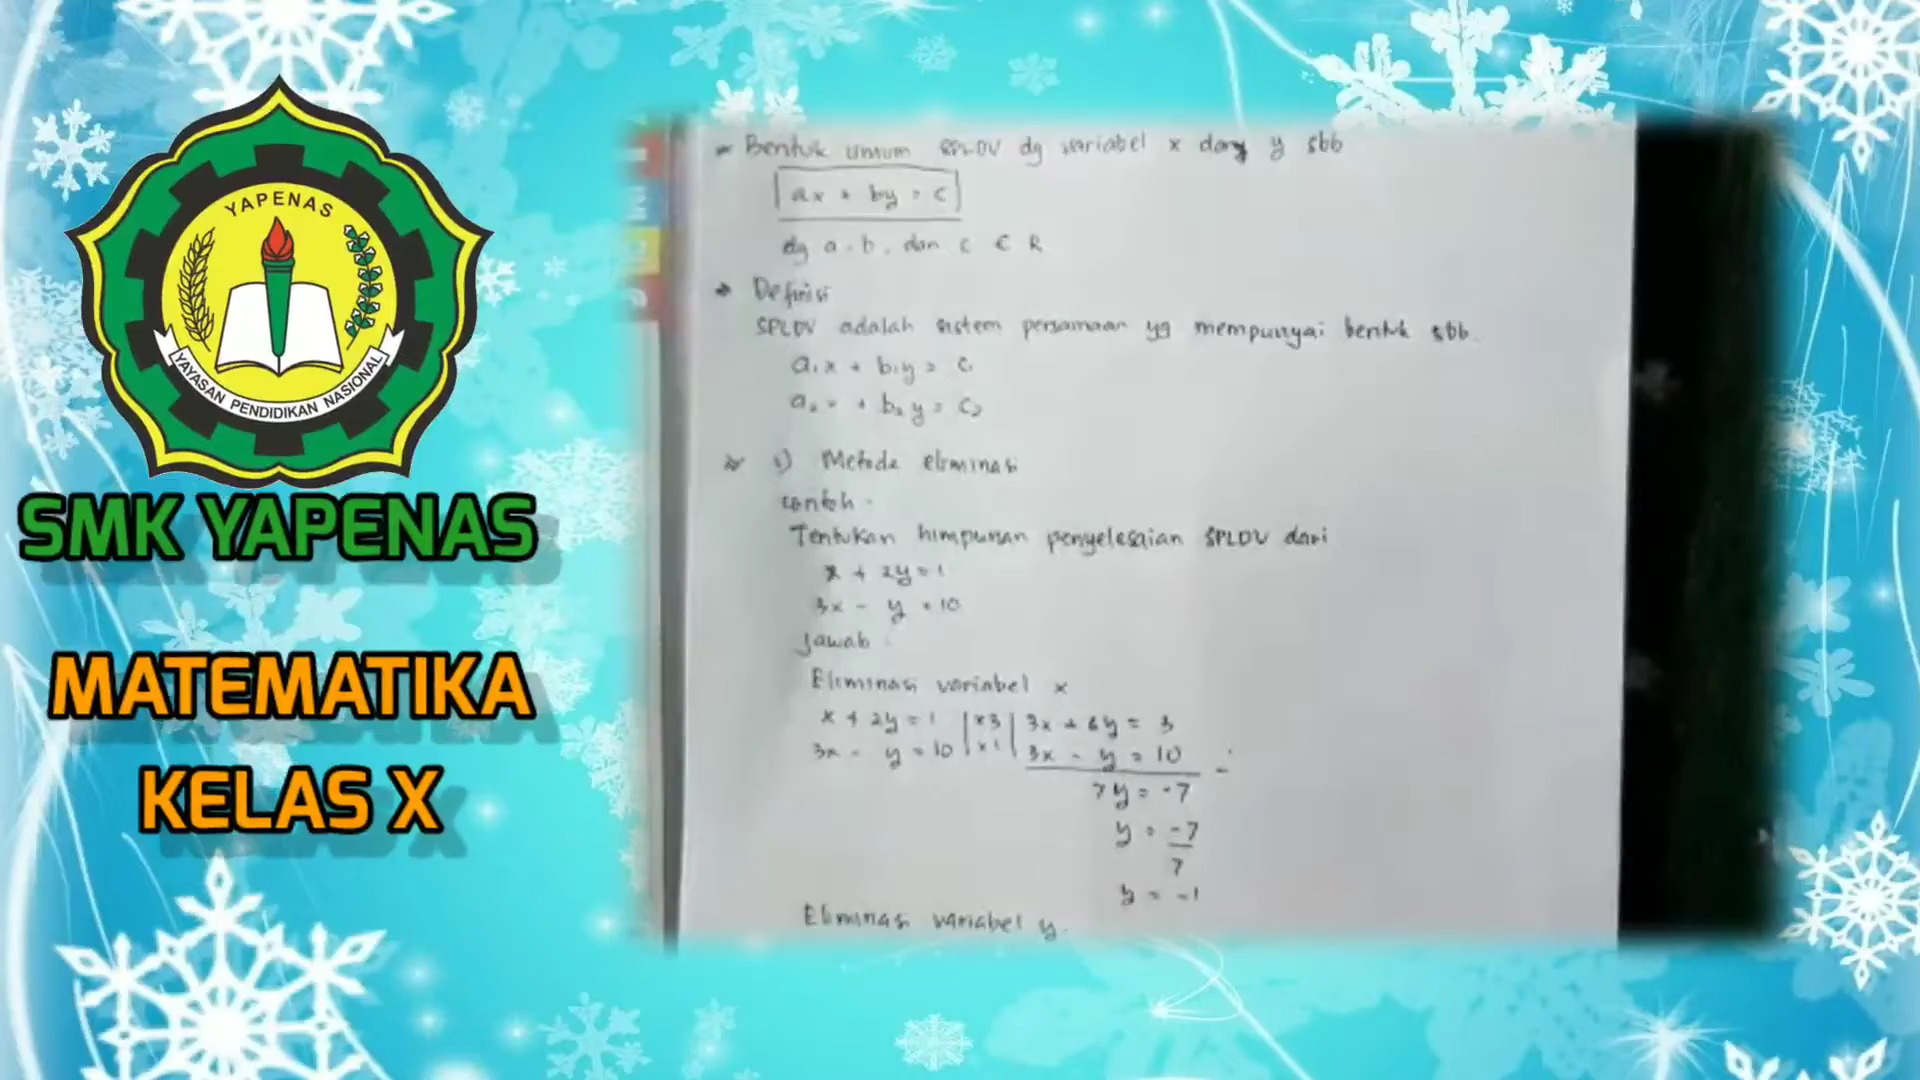 YAPENAS
YAYASAN PENDIDIKAN NASIONAL
SMK YAPENAS
MATEMATIKA
KELAS X
Bentuk umum SPLDV dg variabel x dan y sbb
ax + by = c
dg a, b, dan c ∈ R
Definisi
SPLDV adalah sistem persamaan yg mempunyai bentuk sbb.
a₁x + b₁y = c₁
a₂x + b₂y = c₂
1) Metode eliminasi
contoh :
Tentukan himpunan penyelesaian SPLDV dari
x + 2y = 1
3x - y = 10
Jawab :
Eliminasi variabel x
x + 2y = 1 | x3 | 3x + 6y = 3
3x - y = 10 | x1 | 3x - y = 10 -
7y = -7
y = -7
7
y = -1
Eliminasi variabel y.